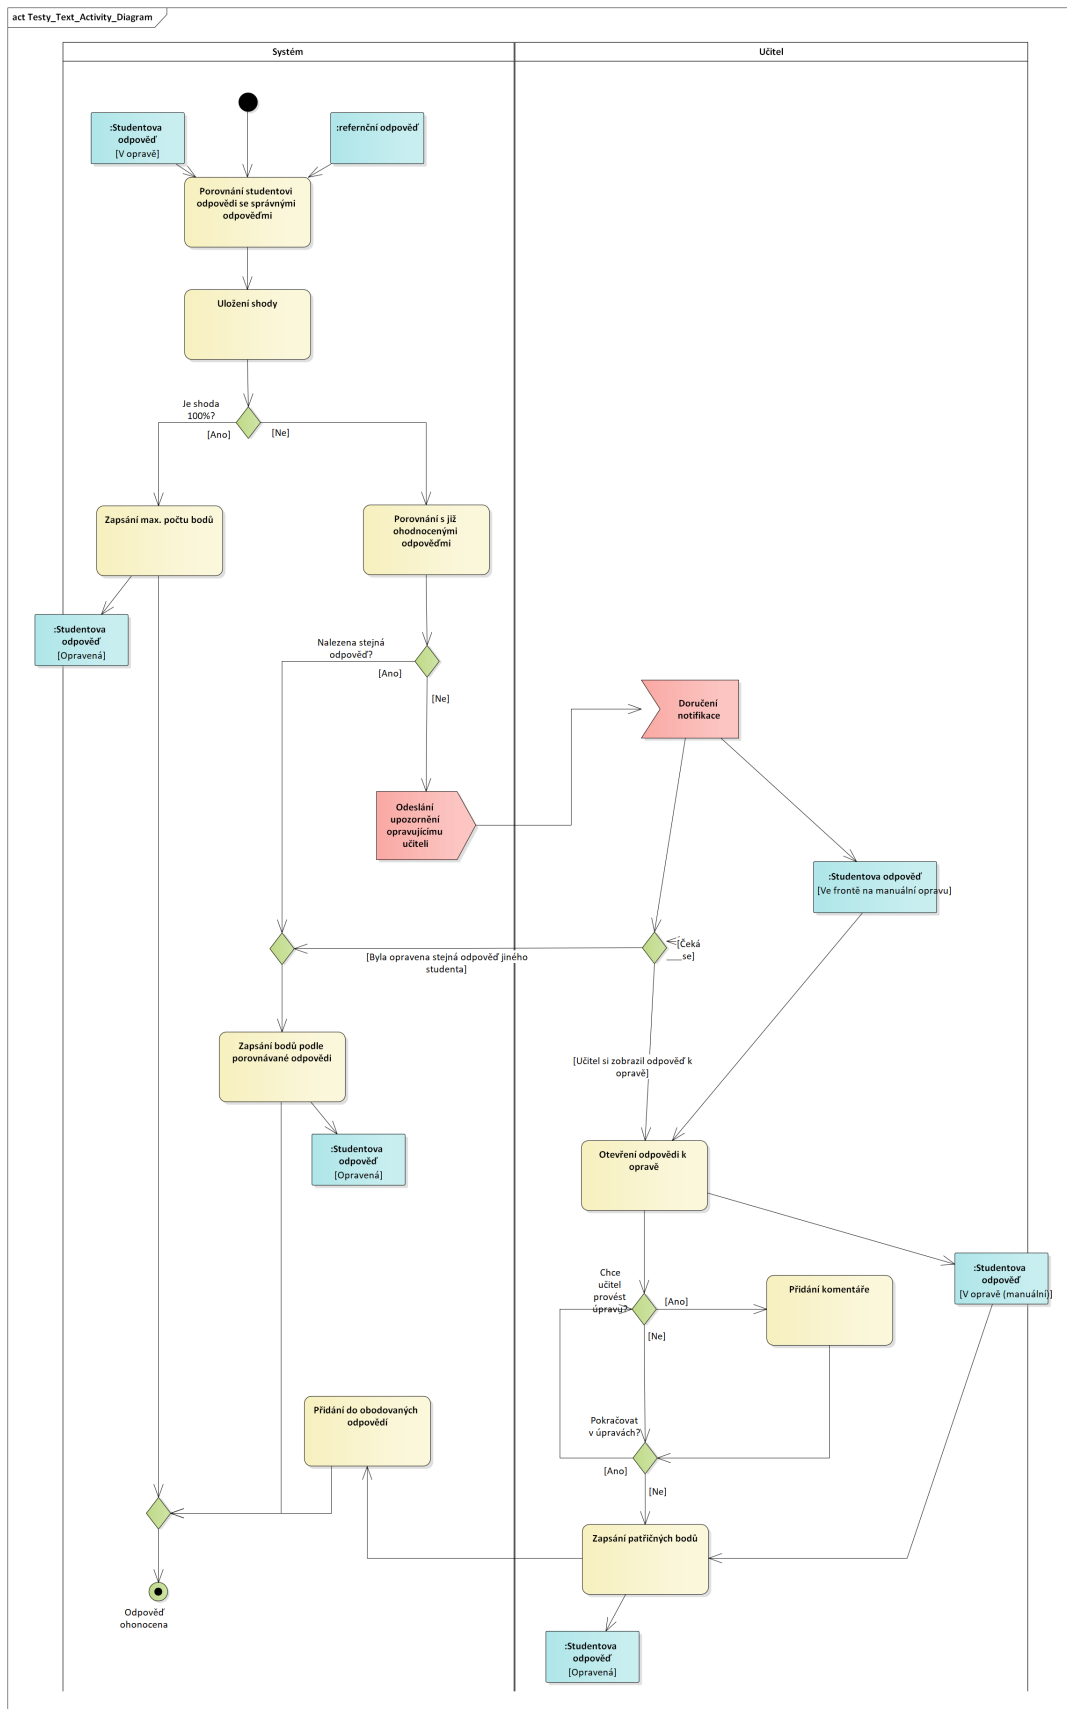 act Testy_Text_Activity_Diagram
Systém
Učitel
:Studentova
odpověď
[V opravě]
:refernční odpověď
Porovnání studentovi
odpovědi se správnými
odpověďmi
Uložení shody
Je shoda
100%?
[Ano]
[Ne]
Zapsání max. počtu bodů
Porovnání s již
ohodnocenými
odpověďmi
:Studentova
odpověď
[Opravená]
Nalezena stejná
odpověď?
[Ano]
[Ne]
Doručení
notifikace
Odeslání
upozornění
opravujícímu
učiteli
:Studentova odpověď
[Ve frontě na manuální opravu]
[Čeká
___se]
[Byla opravena stejná odpověď jiného
studenta]
Zapsání bodů podle
porovnávané odpovědi
[Učitel si zobrazil odpověď k
opravě]
:Studentova
odpověď
[Opravená]
Otevření odpovědi k
opravě
:Studentova
odpověď
[V opravě (manuální)]
Chce
učitel
provést
úpravu?
[Ano]
[Ne]
Přidání komentáře
Přidání do obodovaných
odpovědí
Pokračovat
v úpravách?
[Ano]
[Ne]
Zapsání patřičných bodů
Odpověď
ohonocena
:Studentova
odpověď
[Opravená]